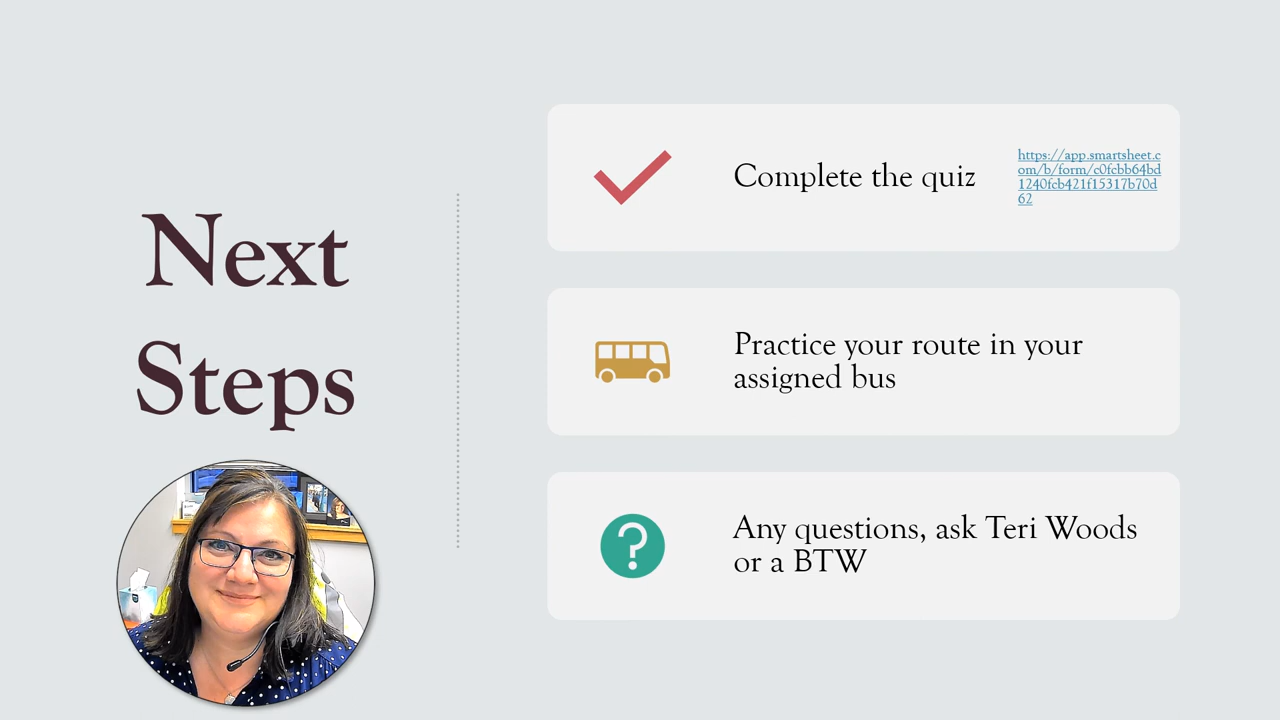 Next
Steps
Complete the quiz
https://app.smartsheet.c
om/b/form/c0fcbb64bd
1240fcb421f15317b70d
62
Practice your route in your
assigned bus
Any questions, ask Teri Woods
or a BTW